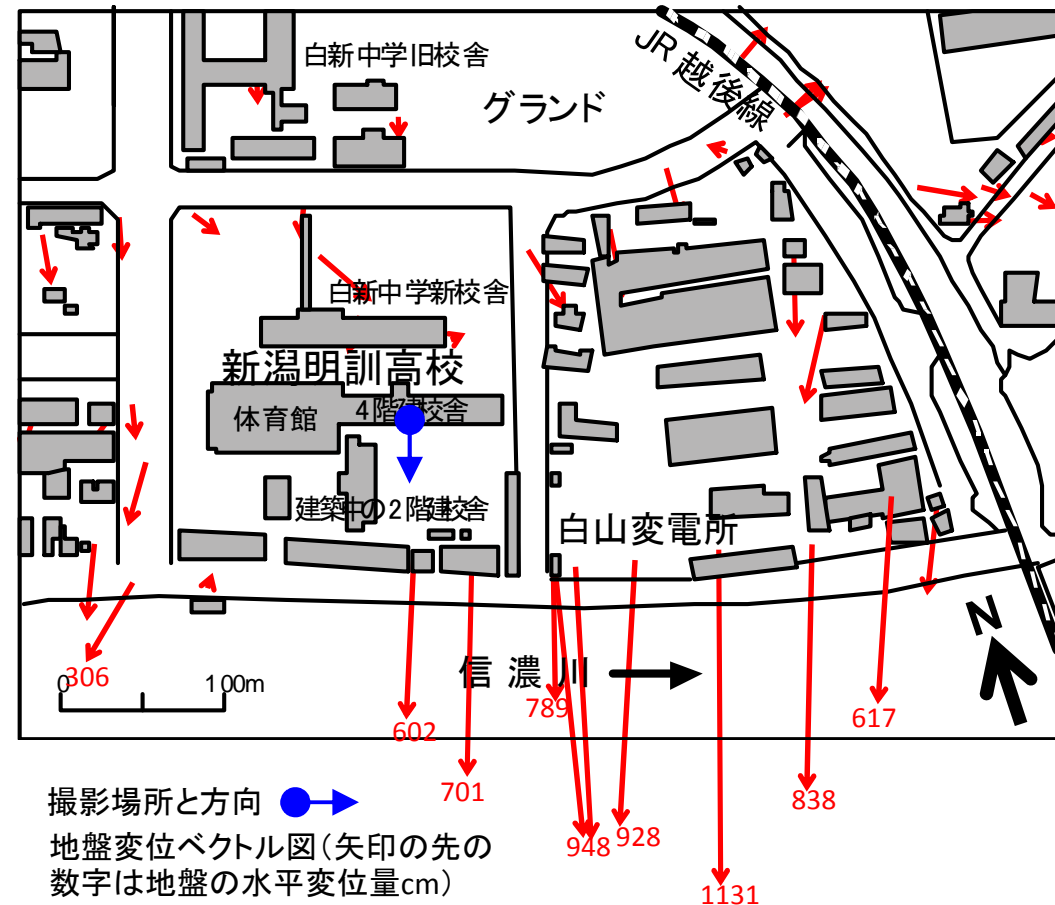 白新中学旧校舎
グランド
JR 越後線
白新中学新校舎
新潟明訓高校
体育館
4階建校舎
建築中の2階建校舎
白山変電所
N
信濃川
306
0
100m
602
701
789
948
928
1131
838
617
撮影場所と方向
地盤変位ベクトル図(矢印の先の
数字は地盤の水平変位量cm)